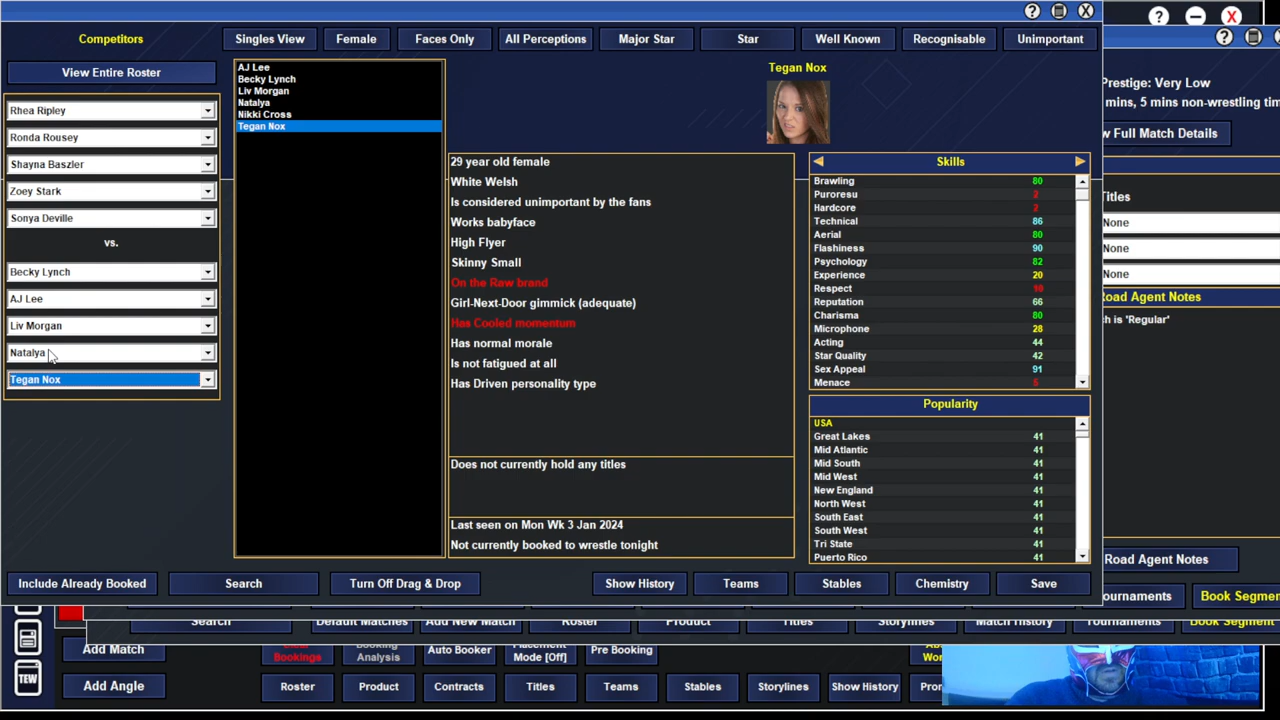 ? X
Competitors
Singles View
Female
Faces Only
All Perceptions
Major Star
Star
Well Known
Recognisable
Unimportant
View Entire Roster
Rhea Ripley
Ronda Rousey
Shayna Baszler
Zoey Stark
Sonya Deville
vs.
Becky Lynch
AJ Lee
Liv Morgan
Natalya
Tegan Nox
AJ Lee
Becky Lynch
Liv Morgan
Natalya
Nikki Cross
Tegan Nox
Tegan Nox
29 year old female
White Welsh
Is considered unimportant by the fans
Works babyface
High Flyer
Skinny Small
On the Raw brand
Girl-Next-Door gimmick (adequate)
Has Cooled momentum
Has normal morale
Is not fatigued at all
Has Driven personality type
Does not currently hold any titles
Last seen on Mon Wk 3 Jan 2024
Not currently booked to wrestle tonight
Skills
Brawling 80
Puroresu 2
Hardcore 2
Technical 86
Aerial 80
Flashiness 90
Psychology 82
Experience 20
Respect 10
Reputation 66
Charisma 80
Microphone 28
Acting 44
Star Quality 42
Sex Appeal 91
Menace 5
Popularity
USA
Great Lakes 41
Mid Atlantic 41
Mid South 41
Mid West 41
New England 41
North West 41
South East 41
South West 41
Tri State 41
Puerto Rico 41
Include Already Booked
Search
Turn Off Drag & Drop
Show History
Teams
Stables
Chemistry
Save
? X
?
Prestige: Very Low
mins, 5 mins non-wrestling tim
w Full Match Details
Titles
None
None
None
Road Agent Notes
ch is 'Regular'
Road Agent Notes
ournaments
Book Segmen
Search
Default Matches
Add New Match
Roster
Product
Titles
Storylines
Match History
Tournaments
Book Segment
Add Match
Clear Bookings
Booking Analysis
Auto Booker
Placement Mode [Off]
Pre Booking
TEW
Add Angle
Roster
Product
Contracts
Titles
Teams
Stables
Storylines
Show History